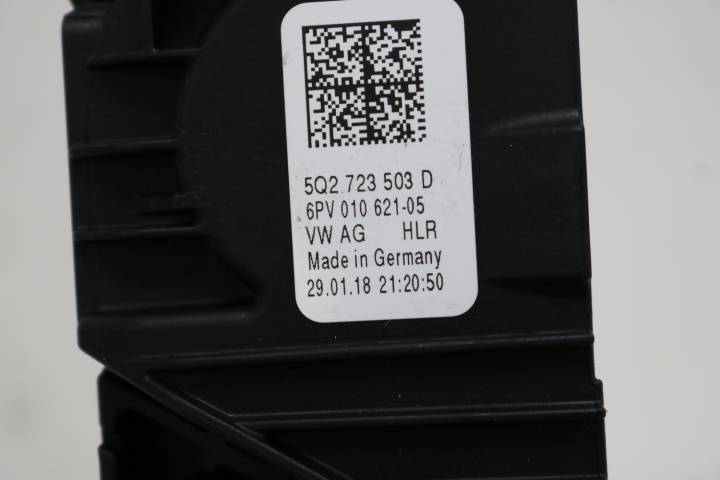 5Q2 723 503 D
6PV 010 621-05
VW AG HLR
Made in Germany
29.01.18 21:20:50